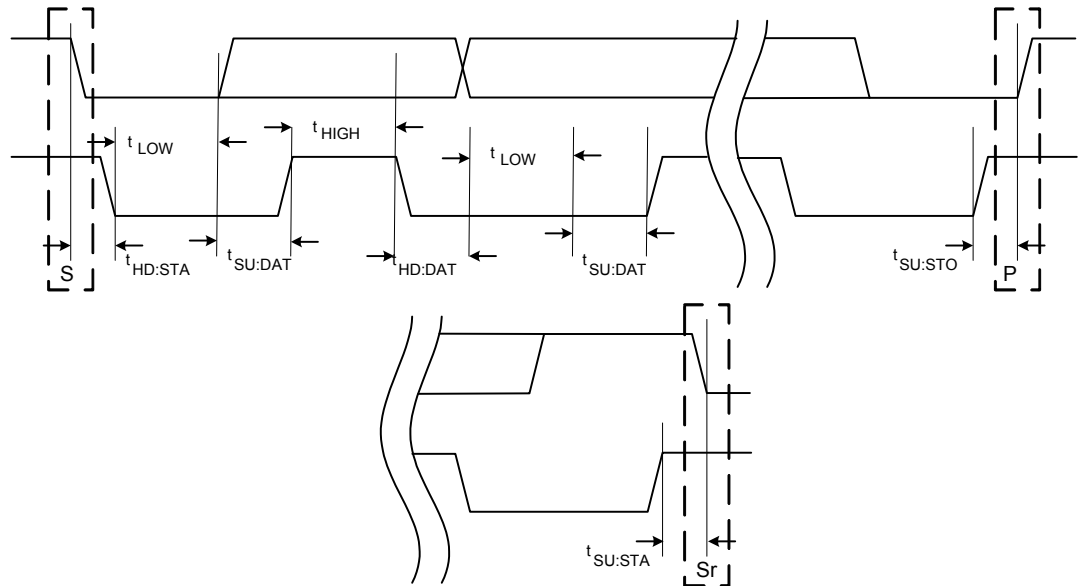 t LOW
t HIGH
t LOW
t HD:STA
t SU:DAT
t HD:DAT
t SU:DAT
t SU:STO
S
P
t SU:STA
Sr